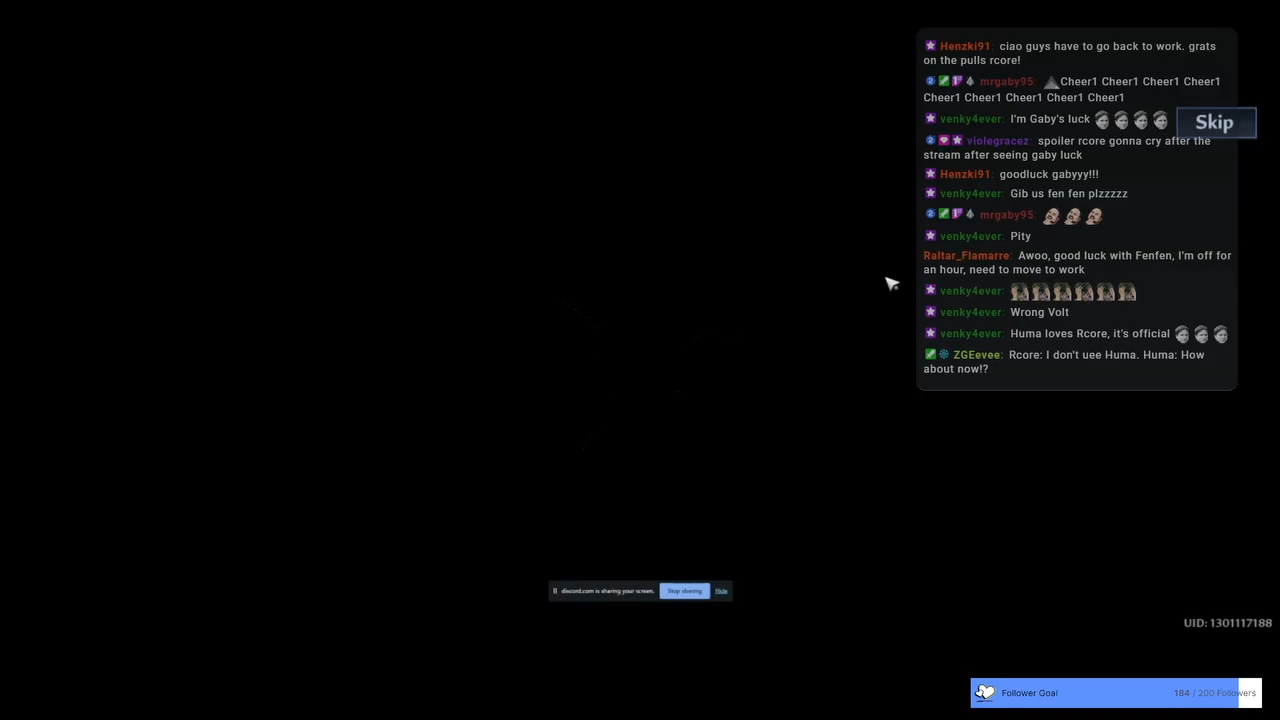 Henzki91: ciao guys have to go back to work. grats
on the pulls rcore!
mrgaby95: Cheer1 Cheer1 Cheer1 Cheer1
Cheer1 Cheer1 Cheer1 Cheer1 Cheer1
venky4ever: I'm Gaby's luck
Skip
violegracez: spoiler rcore gonna cry after the
stream after seeing gaby luck
Henzki91: goodluck gabyyy!!!
venky4ever: Gib us fen fen plzzzzz
mrgaby95:
venky4ever: Pity
Raltar_Flamarre: Awoo, good luck with Fenfen, I'm off for
an hour, need to move to work
venky4ever:
venky4ever: Wrong Volt
venky4ever: Huma loves Rcore, it's official
ZGEevee: Rcore: I don't uee Huma. Huma: How
about now!?
discord.com is sharing your screen. Stop sharing Hide
UID: 1301117188
Follower Goal 184 / 200 Followers